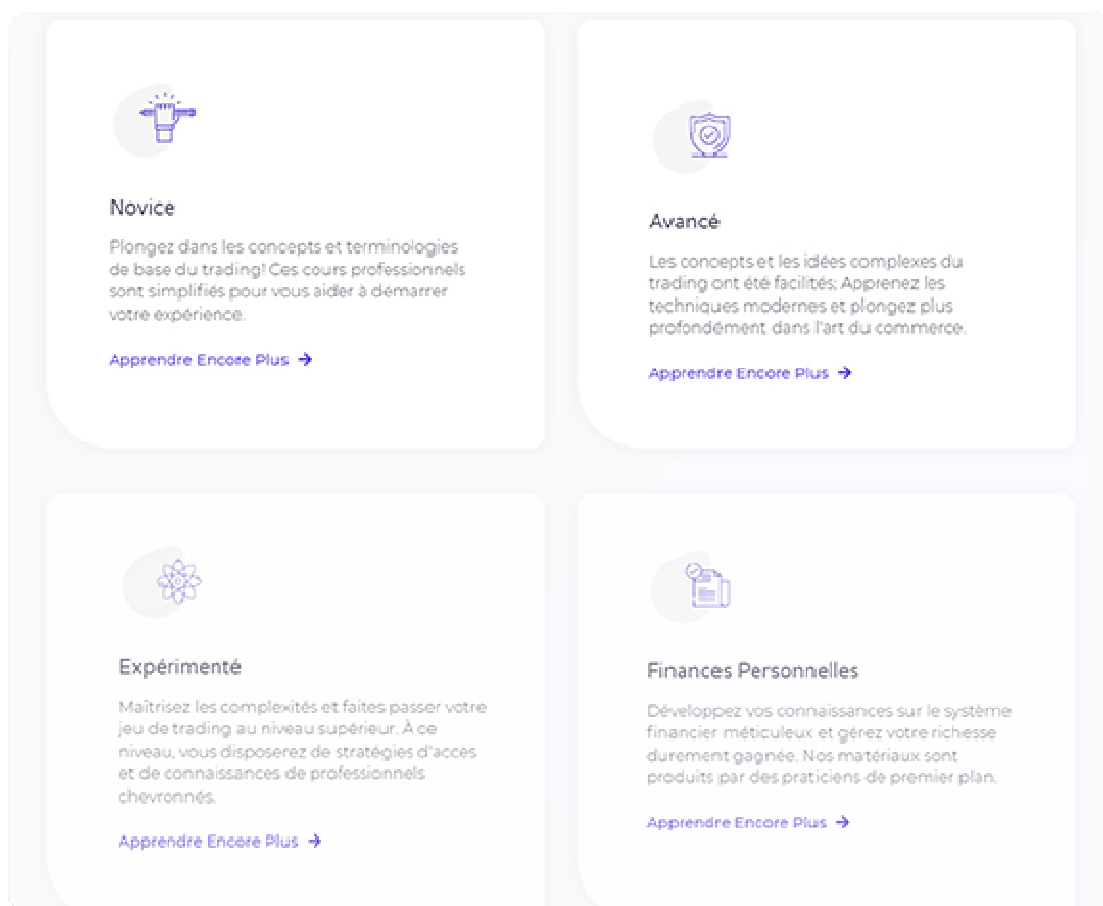 Novice
Plongez dans les concepts et terminologies
de base du trading! Ces cours professionnels
sont simplifiés pour vous aider à démarrer
votre expérience.
Apprendre Encore Plus →
Avancé
Les concepts et les idées complexes du
trading ont été facilités; Apprenez les
techniques modernes et plongez plus
profondément dans l'art du commerce.
Apprendre Encore Plus →
Expérimenté
Maîtrisez les complexités et faites passer votre
jeu de trading au niveau supérieur. À ce
niveau, vous disposerez de stratégies d'accès
et de connaissances de professionnels
chevronnés.
Apprendre Encore Plus →
Finances Personnelles
Développez vos connaissances sur le système
financier méticuleux et gérez votre richesse
durement gagnée. Nos matériaux sont
produits par des praticiens de premier plan.
Apprendre Encore Plus →